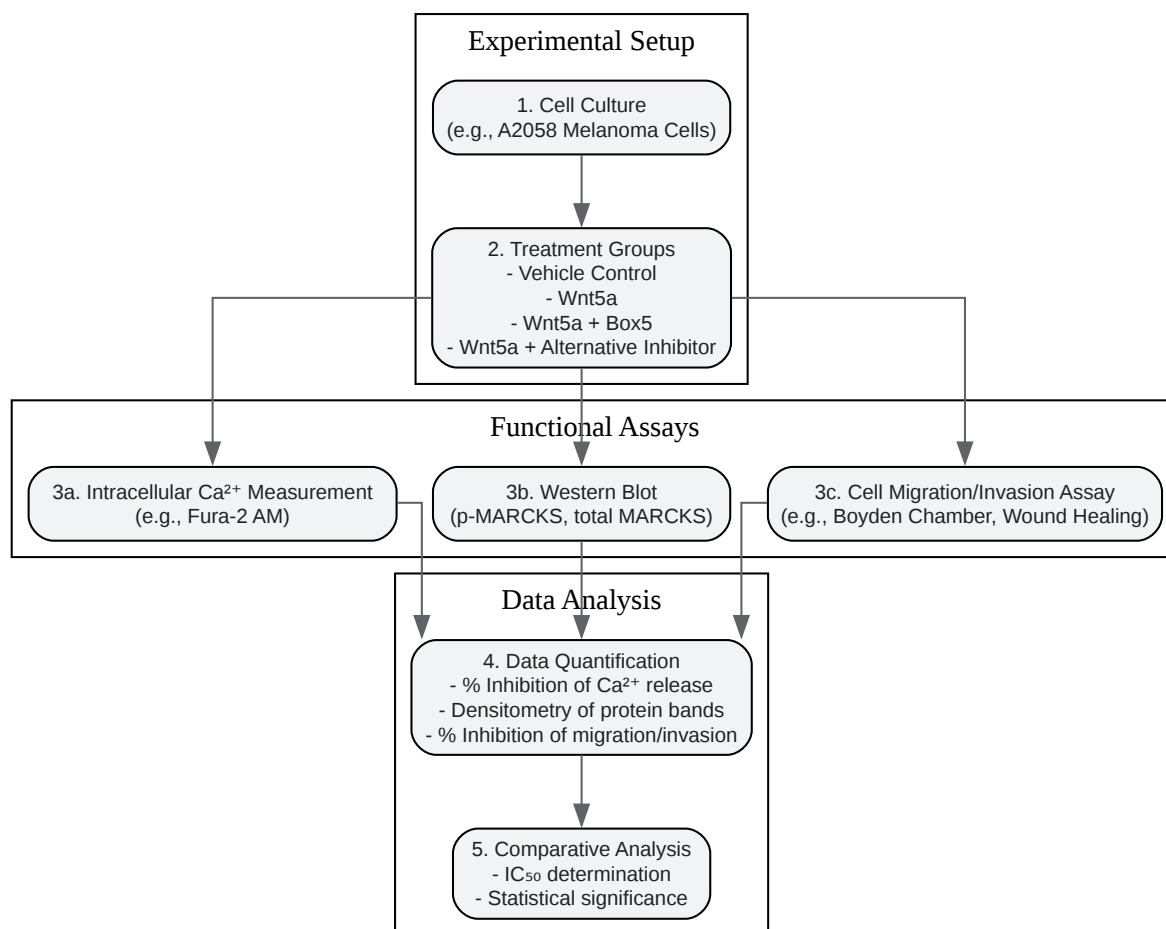 Experimental Setup
1. Cell Culture
(e.g., A2058 Melanoma Cells)
2. Treatment Groups
- Vehicle Control
- Wnt5a
- Wnt5a + Box5
- Wnt5a + Alternative Inhibitor
Functional Assays
3a. Intracellular Ca²⁺ Measurement
(e.g., Fura-2 AM)
3b. Western Blot
(p-MARCKS, total MARCKS)
3c. Cell Migration/Invasion Assay
(e.g., Boyden Chamber, Wound Healing)
Data Analysis
4. Data Quantification
- % Inhibition of Ca²⁺ release
- Densitometry of protein bands
- % Inhibition of migration/invasion
5. Comparative Analysis
- IC₅₀ determination
- Statistical significance